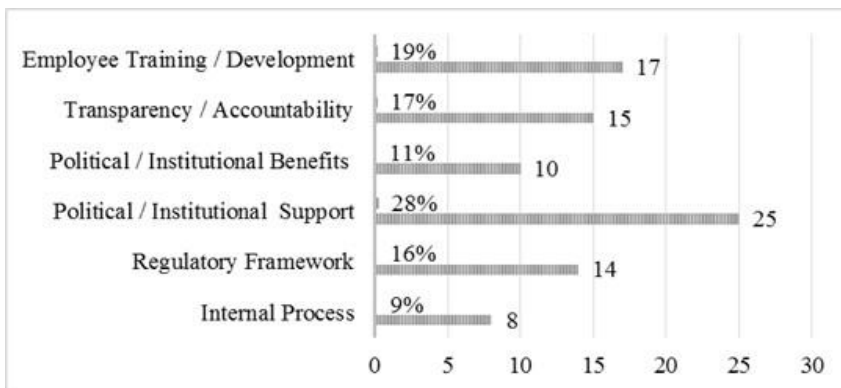 19%
Employee Training / Development 17
17%
Transparency / Accountability 15
11%
Political / Institutional Benefits 10
28%
Political / Institutional Support 25
16%
Regulatory Framework 14
9%
Internal Process 8
0 5 10 15 20 25 30